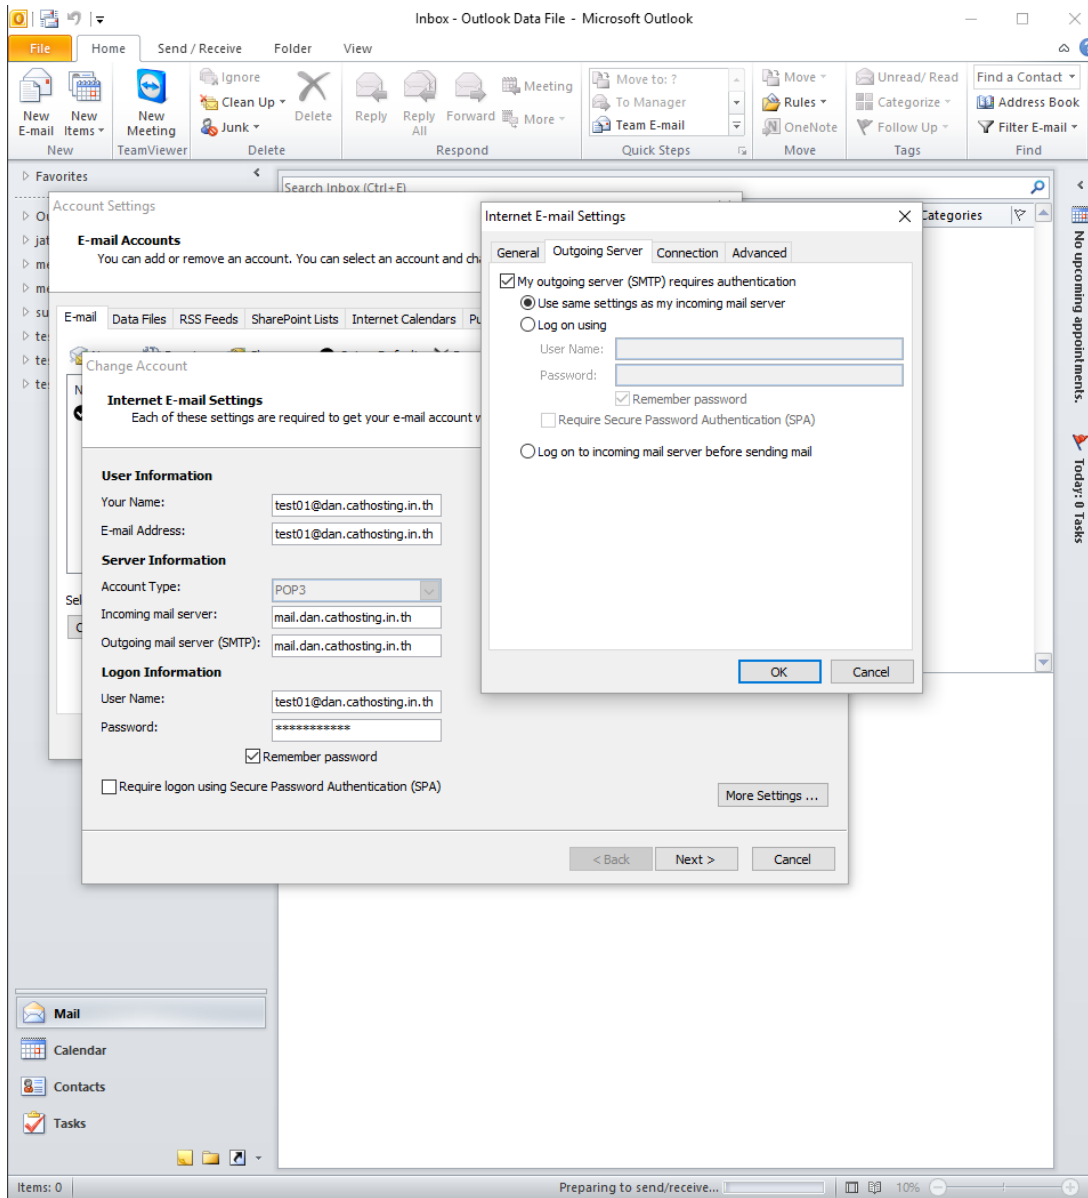 Inbox - Outlook Data File - Microsoft Outlook
File Home Send / Receive Folder View
New E-mail
New Items
New
New Meeting
TeamViewer
Ignore
Clean Up
Junk
Delete
Delete
Reply
Reply All
Forward
Meeting
More
Respond
Move to: ?
To Manager
Team E-mail
Quick Steps
Move
Rules
OneNote
Move
Unread/ Read
Categorize
Follow Up
Tags
Find a Contact
Address Book
Filter E-mail
Find
Favorites
Search Inbox (Ctrl+E)
Categories
No upcoming appointments.
Today: 0 Tasks
Account Settings
E-mail Accounts
You can add or remove an account. You can select an account and
E-mail Data Files RSS Feeds SharePoint Lists Internet Calendars
Change Account
Internet E-mail Settings
Each of these settings are required to get your e-mail account
User Information
Your Name: test01@dan.cathosting.in.th
E-mail Address: test01@dan.cathosting.in.th
Server Information
Account Type: POP3
Incoming mail server: mail.dan.cathosting.in.th
Outgoing mail server (SMTP): mail.dan.cathosting.in.th
Logon Information
User Name: test01@dan.cathosting.in.th
Password: ***********
Remember password
Require logon using Secure Password Authentication (SPA)
More Settings ...
< Back Next > Cancel
Internet E-mail Settings
General Outgoing Server Connection Advanced
My outgoing server (SMTP) requires authentication
Use same settings as my incoming mail server
Log on using
User Name:
Password:
Remember password
Require Secure Password Authentication (SPA)
Log on to incoming mail server before sending mail
OK Cancel
Mail
Calendar
Contacts
Tasks
Items: 0 Preparing to send/receive... 10%